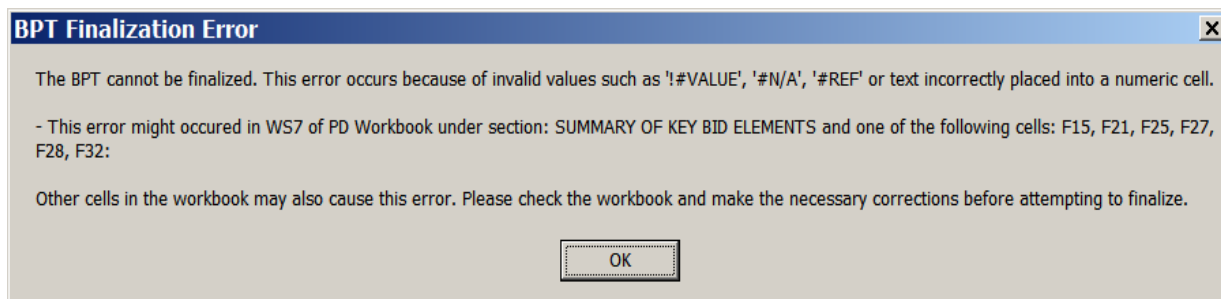 BPT Finalization Error
The BPT cannot be finalized. This error occurs because of invalid values such as '!#VALUE', '#N/A', '#REF' or text incorrectly placed into a numeric cell.
- This error might occured in WS7 of PD Workbook under section: SUMMARY OF KEY BID ELEMENTS and one of the following cells: F15, F21, F25, F27,
F28, F32:
Other cells in the workbook may also cause this error. Please check the workbook and make the necessary corrections before attempting to finalize.
OK